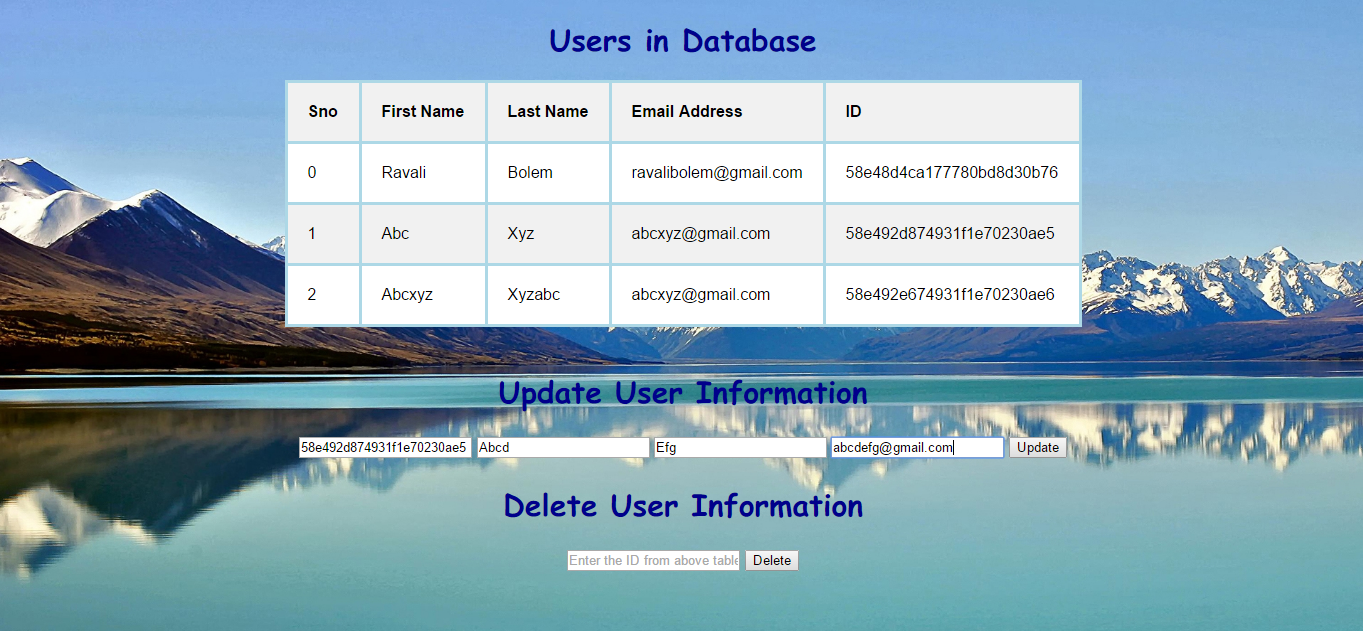 Users in Database
Sno First Name Last Name Email Address ID
0 Ravali Bolem ravalibolem@gmail.com 58e48d4ca177780bd8d30b76
1 Abc Xyz abcxyz@gmail.com 58e492d874931f1e70230ae5
2 Abcxyz Xyzabc abcxyz@gmail.com 58e492e674931f1e70230ae6
Update User Information
58e492d874931f1e70230ae5 Abcd Efg abcdefg@gmail.com Update
Delete User Information
Enter the ID from above table Delete